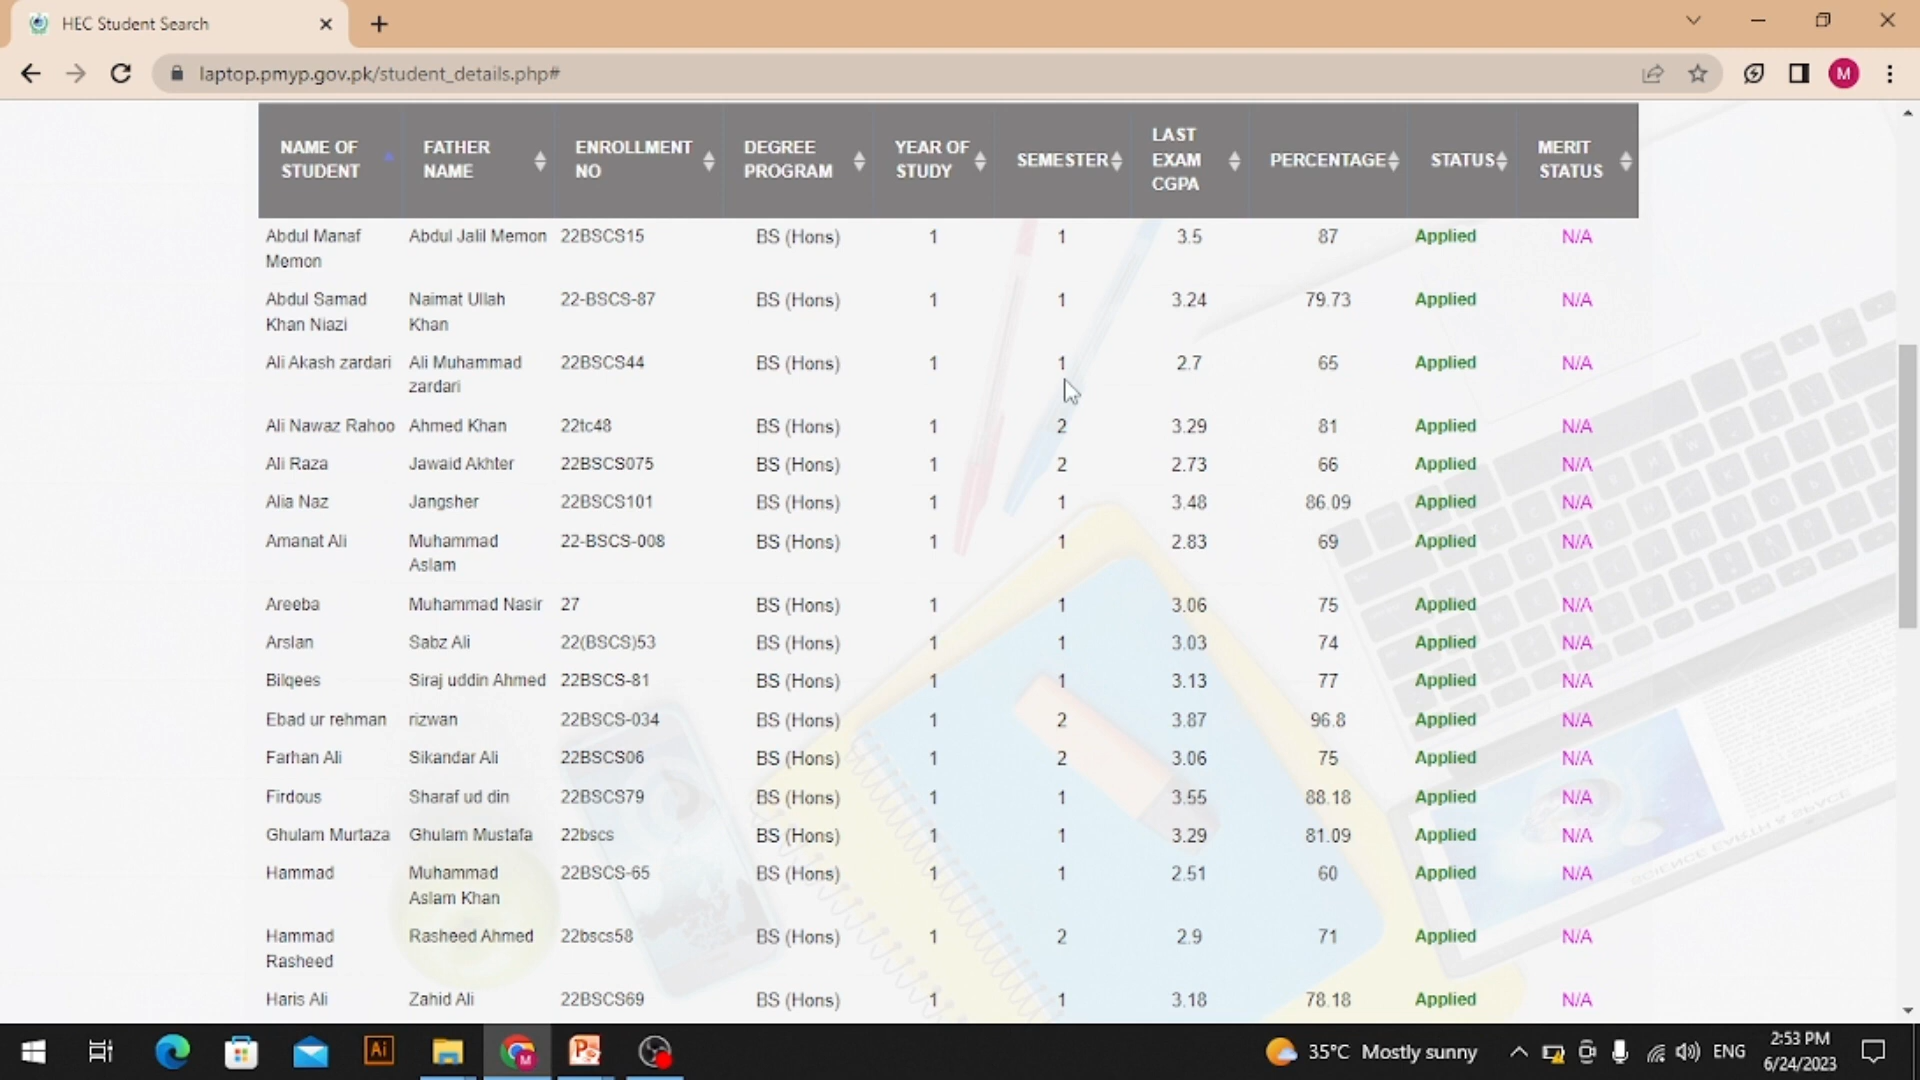 HEC Student Search
laptop.pmyp.gov.pk/student_details.php#
M
NAME OF STUDENT FATHER NAME ENROLLMENT NO DEGREE PROGRAM YEAR OF STUDY SEMESTER LAST EXAM CGPA PERCENTAGE STATUS MERIT STATUS
Abdul Manaf Memon Abdul Jalil Memon 22BSCS15 BS (Hons) 1 1 3.5 87 Applied N/A
Abdul Samad Khan Niazi Naimat Ullah Khan 22-BSCS-87 BS (Hons) 1 1 3.24 79.73 Applied N/A
Ali Akash zardari Ali Muhammad zardari 22BSCS44 BS (Hons) 1 1 2.7 65 Applied N/A
Ali Nawaz Rahoo Ahmed Khan 22tc48 BS (Hons) 1 2 3.29 81 Applied N/A
Ali Raza Jawaid Akhter 22BSCS075 BS (Hons) 1 2 2.73 66 Applied N/A
Alia Naz Jangsher 22BSCS101 BS (Hons) 1 1 3.48 86.09 Applied N/A
Amanat Ali Muhammad Aslam 22-BSCS-008 BS (Hons) 1 1 2.83 69 Applied N/A
Areeba Muhammad Nasir 27 BS (Hons) 1 1 3.06 75 Applied N/A
Arslan Sabz Ali 22(BSCS)53 BS (Hons) 1 1 3.03 74 Applied N/A
Bilqees Siraj uddin Ahmed 22BSCS-81 BS (Hons) 1 1 3.13 77 Applied N/A
Ebad ur rehman rizwan 22BSCS-034 BS (Hons) 1 2 3.87 96.8 Applied N/A
Farhan Ali Sikandar Ali 22BSCS06 BS (Hons) 1 2 3.06 75 Applied N/A
Firdous Sharaf ud din 22BSCS79 BS (Hons) 1 1 3.55 88.18 Applied N/A
Ghulam Murtaza Ghulam Mustafa 22bscs BS (Hons) 1 1 3.29 81.09 Applied N/A
Hammad Muhammad Aslam Khan 22BSCS-65 BS (Hons) 1 1 2.51 60 Applied N/A
Hammad Rasheed Rasheed Ahmed 22bscs58 BS (Hons) 1 2 2.9 71 Applied N/A
Haris Ali Zahid Ali 22BSCS69 BS (Hons) 1 1 3.18 78.18 Applied N/A
Ai M P 35°C Mostly sunny ENG 2:53 PM
6/24/2023